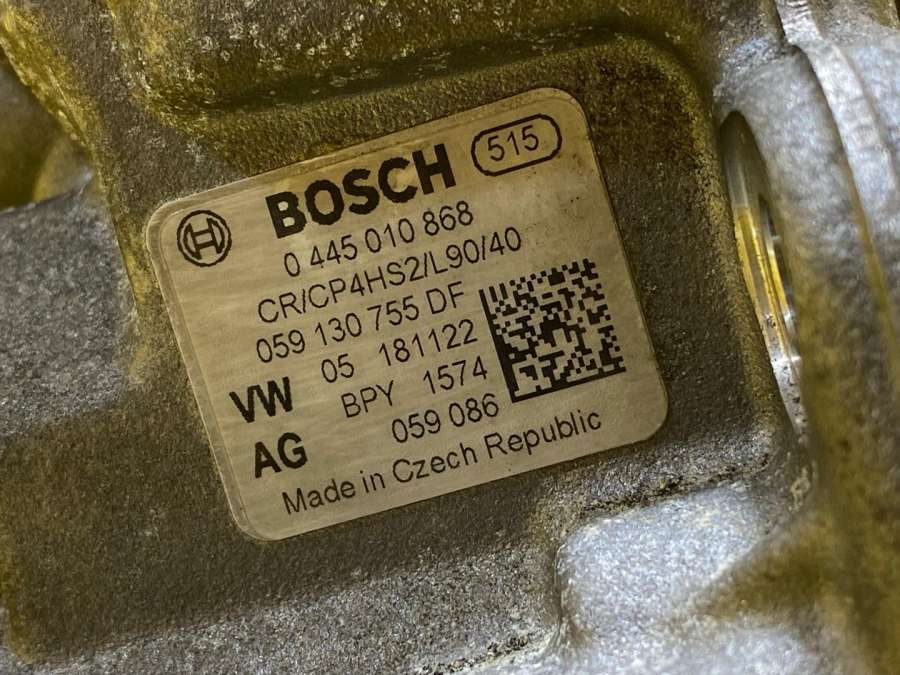 BOSCH 515
0 445 010 868
CR/CP4HS2/L90/40
059 130 755 DF
VW 05 181122
BPY 1574
AG 059 086
Made in Czech Republic